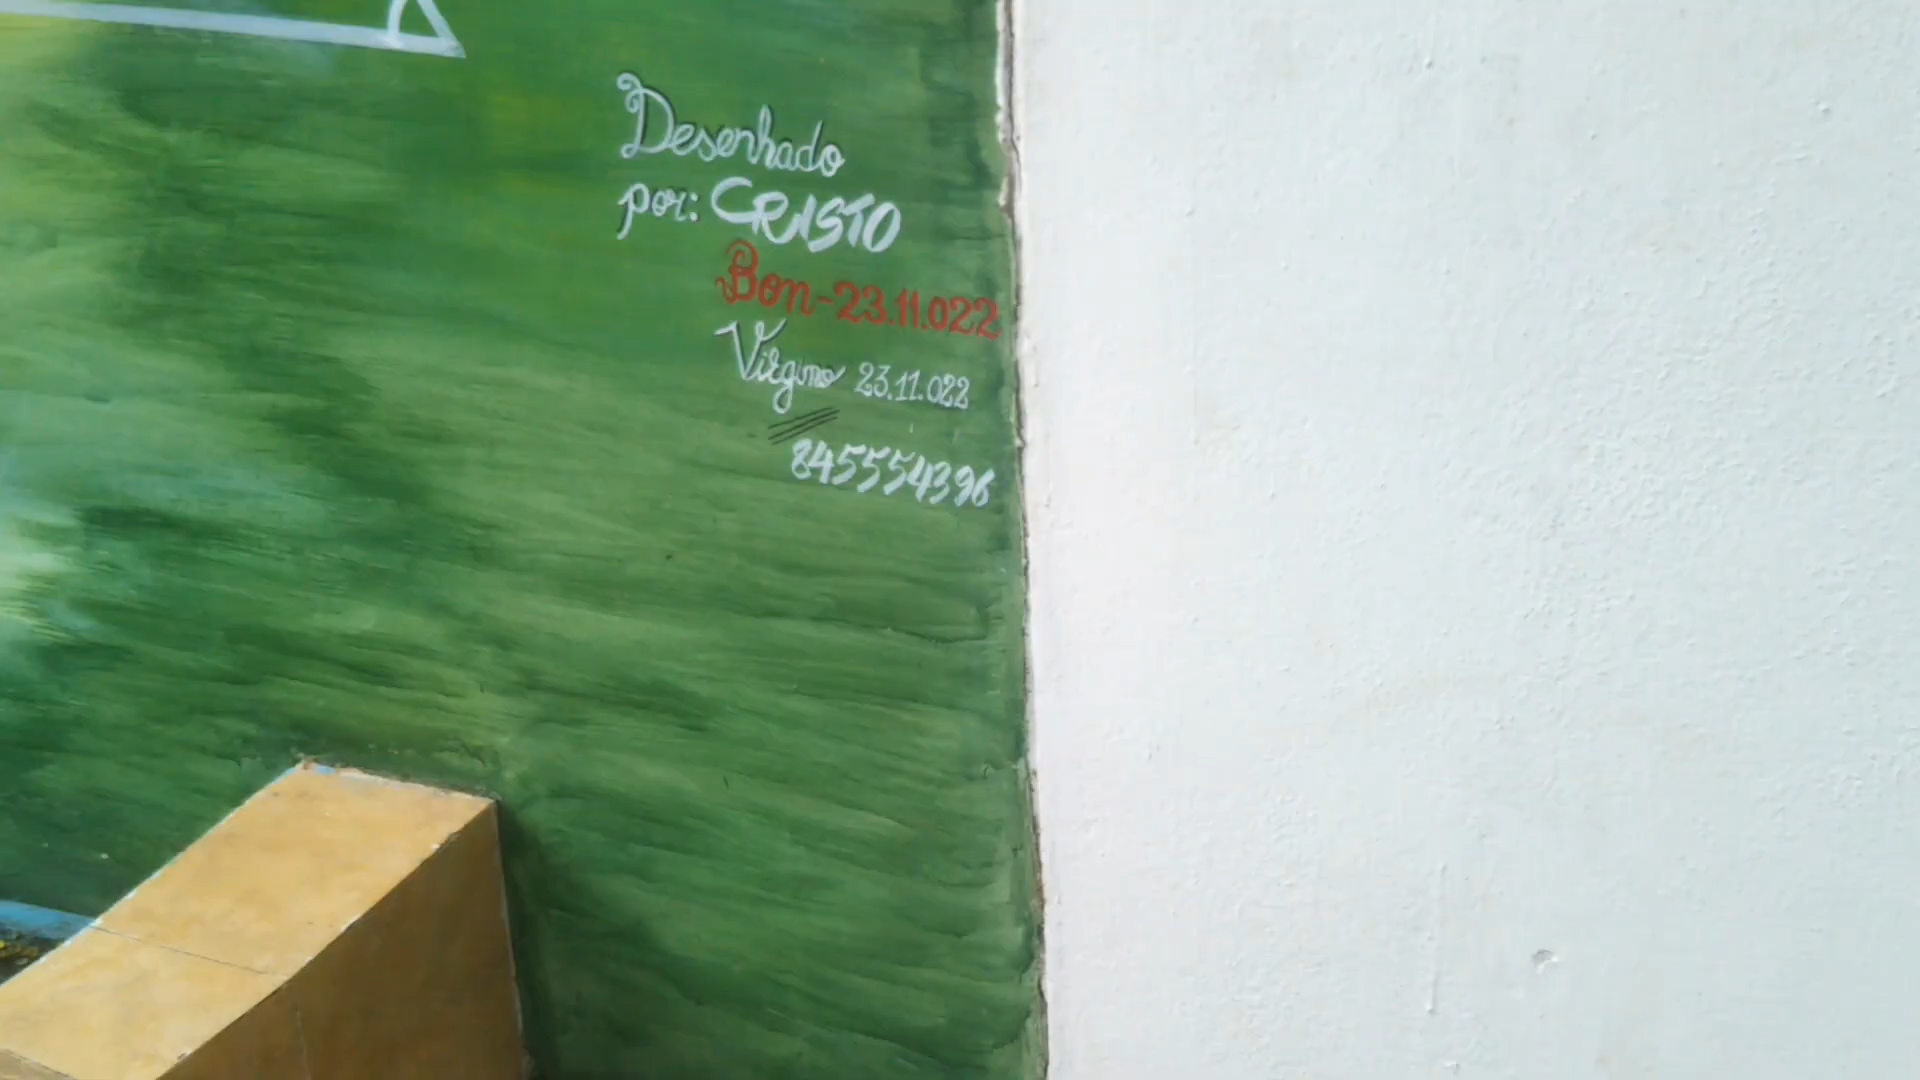 Desenhado
por: CRISTO
Bon-23.11.022
Virgino 23.11.022
845554396